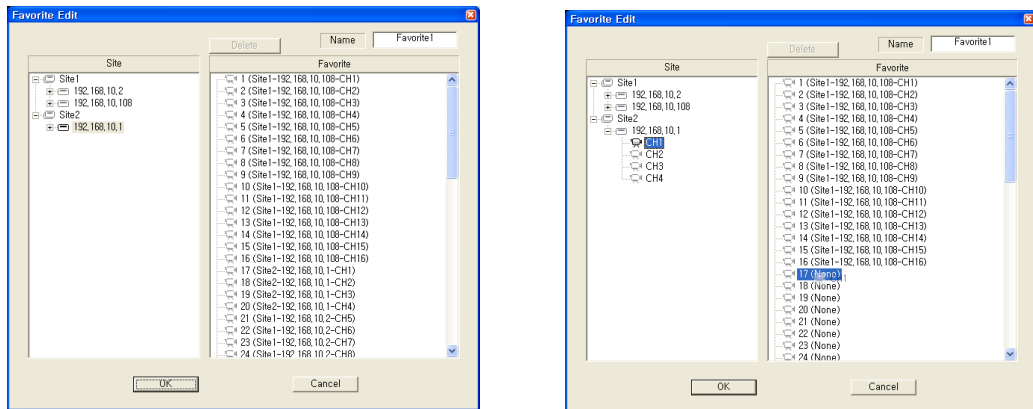 Favorite Edit
Delete
Name
Favorite1
Site
Favorite
Site1
192,168,10,2
192,168,10,108
Site2
192,168,10,1
1 (Site1-192,168,10,108-CH1)
2 (Site1-192,168,10,108-CH2)
3 (Site1-192,168,10,108-CH3)
4 (Site1-192,168,10,108-CH4)
5 (Site1-192,168,10,108-CH5)
6 (Site1-192,168,10,108-CH6)
7 (Site1-192,168,10,108-CH7)
8 (Site1-192,168,10,108-CH8)
9 (Site1-192,168,10,108-CH9)
10 (Site1-192,168,10,108-CH10)
11 (Site1-192,168,10,108-CH11)
12 (Site1-192,168,10,108-CH12)
13 (Site1-192,168,10,108-CH13)
14 (Site1-192,168,10,108-CH14)
15 (Site1-192,168,10,108-CH15)
16 (Site1-192,168,10,108-CH16)
17 (Site2-192,168,10,1-CH1)
18 (Site2-192,168,10,1-CH2)
19 (Site2-192,168,10,1-CH3)
20 (Site2-192,168,10,1-CH4)
21 (Site2-192,168,10,2-CH5)
22 (Site2-192,168,10,2-CH6)
23 (Site2-192,168,10,2-CH7)
24 (Site2-192,168,10,2-CH8)
OK
Cancel
Favorite Edit
Delete
Name
Favorite1
Site
Favorite
Site1
192,168,10,2
192,168,10,108
Site2
192,168,10,1
CH1
CH2
CH3
CH4
1 (Site1-192,168,10,108-CH1)
2 (Site1-192,168,10,108-CH2)
3 (Site1-192,168,10,108-CH3)
4 (Site1-192,168,10,108-CH4)
5 (Site1-192,168,10,108-CH5)
6 (Site1-192,168,10,108-CH6)
7 (Site1-192,168,10,108-CH7)
8 (Site1-192,168,10,108-CH8)
9 (Site1-192,168,10,108-CH9)
10 (Site1-192,168,10,108-CH10)
11 (Site1-192,168,10,108-CH11)
12 (Site1-192,168,10,108-CH12)
13 (Site1-192,168,10,108-CH13)
14 (Site1-192,168,10,108-CH14)
15 (Site1-192,168,10,108-CH15)
16 (Site1-192,168,10,108-CH16)
17 (None)
18 (None)
19 (None)
20 (None)
21 (None)
22 (None)
23 (None)
24 (None)
OK
Cancel